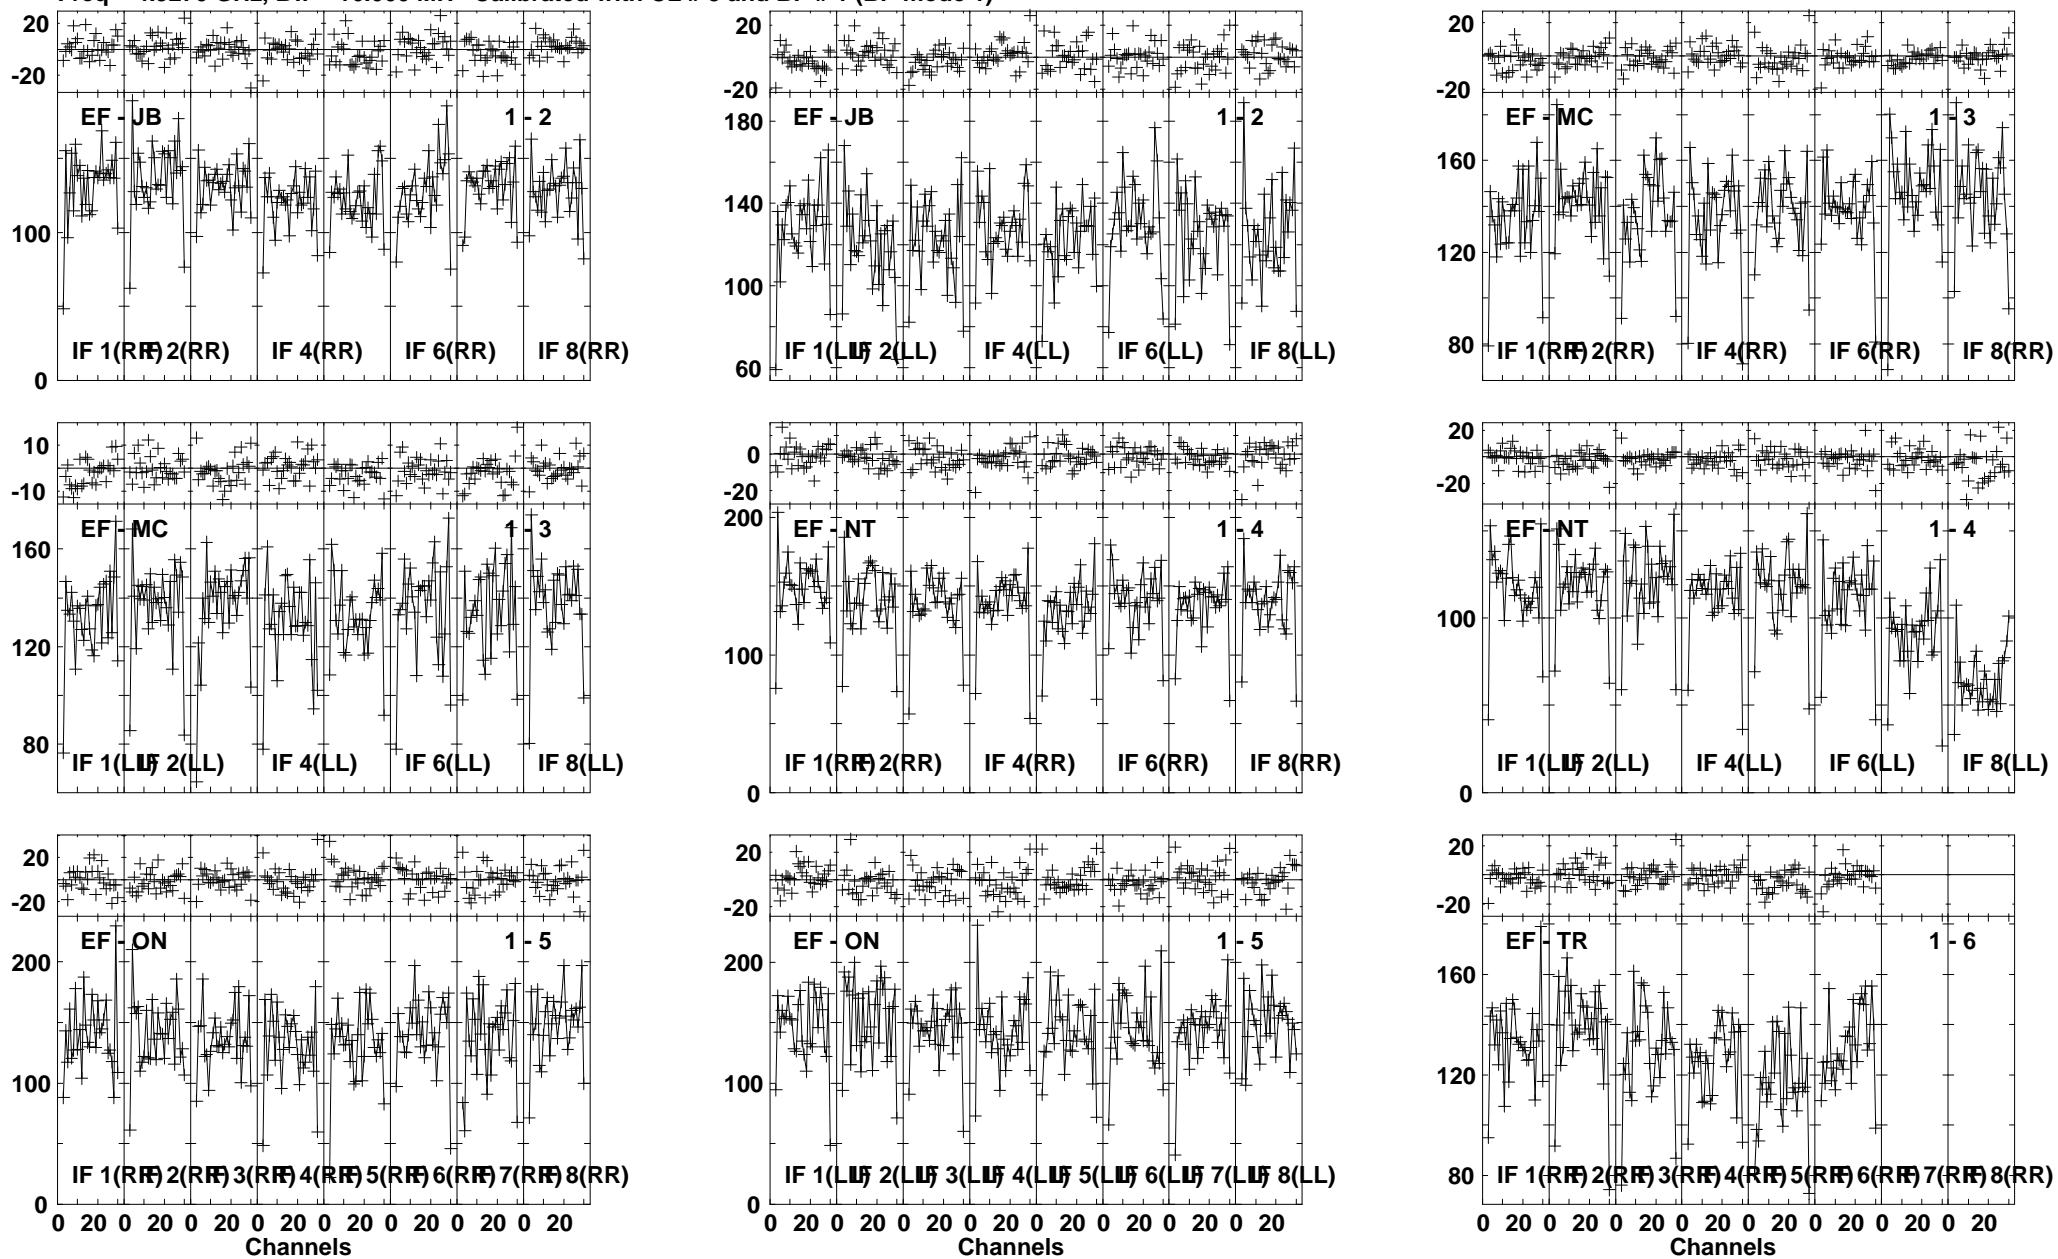 20
-20
EF - JB 1 - 2
100
0
IF 1(RR) IF 2(RR) IF 4(RR) IF 6(RR) IF 8(RR)
20
-20
EF - JB 1 - 2
180
140
100
60
IF 1(LL) IF 2(LL) IF 4(LL) IF 6(LL) IF 8(LL)
20
-20
EF - MC 1 - 3
160
120
80
IF 1(RR) IF 2(RR) IF 4(RR) IF 6(RR) IF 8(RR)
10
-10
EF - MC 1 - 3
160
120
80
IF 1(LL) IF 2(LL) IF 4(LL) IF 6(LL) IF 8(LL)
0
-20
EF - NT 1 - 4
200
100
0
IF 1(RR) IF 2(RR) IF 4(RR) IF 6(RR) IF 8(RR)
20
-20
EF - NT 1 - 4
100
0
IF 1(LL) IF 2(LL) IF 4(LL) IF 6(LL) IF 8(LL)
20
-20
EF - ON 1 - 5
200
100
0
IF 1(RR) IF 2(RR) IF 3(RR) IF 4(RR) IF 5(RR) IF 6(RR) IF 7(RR) IF 8(RR)
0 20 0 20 0 20 0 20 0 20 0 20 0 20 0 20
Channels
20
-20
EF - ON 1 - 5
200
100
0
IF 1(LL) IF 2(LL) IF 3(LL) IF 4(LL) IF 5(LL) IF 6(LL) IF 7(LL) IF 8(LL)
0 20 0 20 0 20 0 20 0 20 0 20 0 20 0 20
Channels
20
-20
EF - TR 1 - 6
160
120
80
IF 1(RR) IF 2(RR) IF 3(RR) IF 4(RR) IF 5(RR) IF 6(RR) IF 7(RR) IF 8(RR)
0 20 0 20 0 20 0 20 0 20 0 20 0 20 0 20
Channels